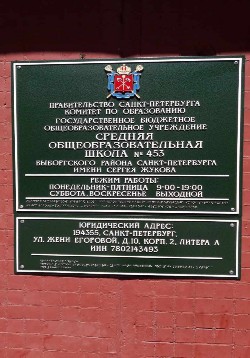 ПРАВИТЕЛЬСТВО САНКТ-ПЕТЕРБУРГА
КОМИТЕТ ПО ОБРАЗОВАНИЮ
ГОСУДАРСТВЕННОЕ БЮДЖЕТНОЕ
ОБЩЕОБРАЗОВАТЕЛЬНОЕ УЧРЕЖДЕНИЕ
СРЕДНЯЯ
ОБЩЕОБРАЗОВАТЕЛЬНАЯ
ШКОЛА № 453
ВЫБОРГСКОГО РАЙОНА САНКТ-ПЕТЕРБУРГА
ИМЕНИ СЕРГЕЯ ЖУКОВА
РЕЖИМ РАБОТЫ:
ПОНЕДЕЛЬНИК-ПЯТНИЦА 9:00-19:00
СУББОТА, ВОСКРЕСЕНЬЕ: ВЫХОДНОЙ
ЮРИДИЧЕСКИЙ АДРЕС:
194355, САНКТ-ПЕТЕРБУРГ,
УЛ. ЖЕНИ ЕГОРОВОЙ, Д.10, КОРП. 2, ЛИТЕРА А
ИНН 7802143493